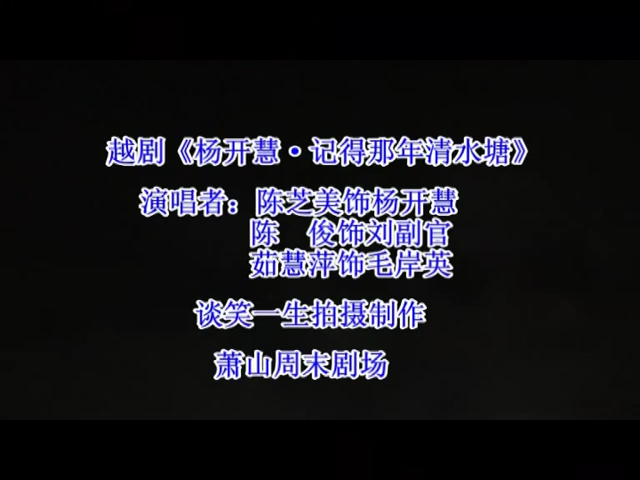 越剧《杨开慧·记得那年清水塘》
演唱者：陈芝美饰杨开慧
陈　俊饰刘副官
茹慧萍饰毛岸英
谈笑一生拍摄制作
萧山周末剧场